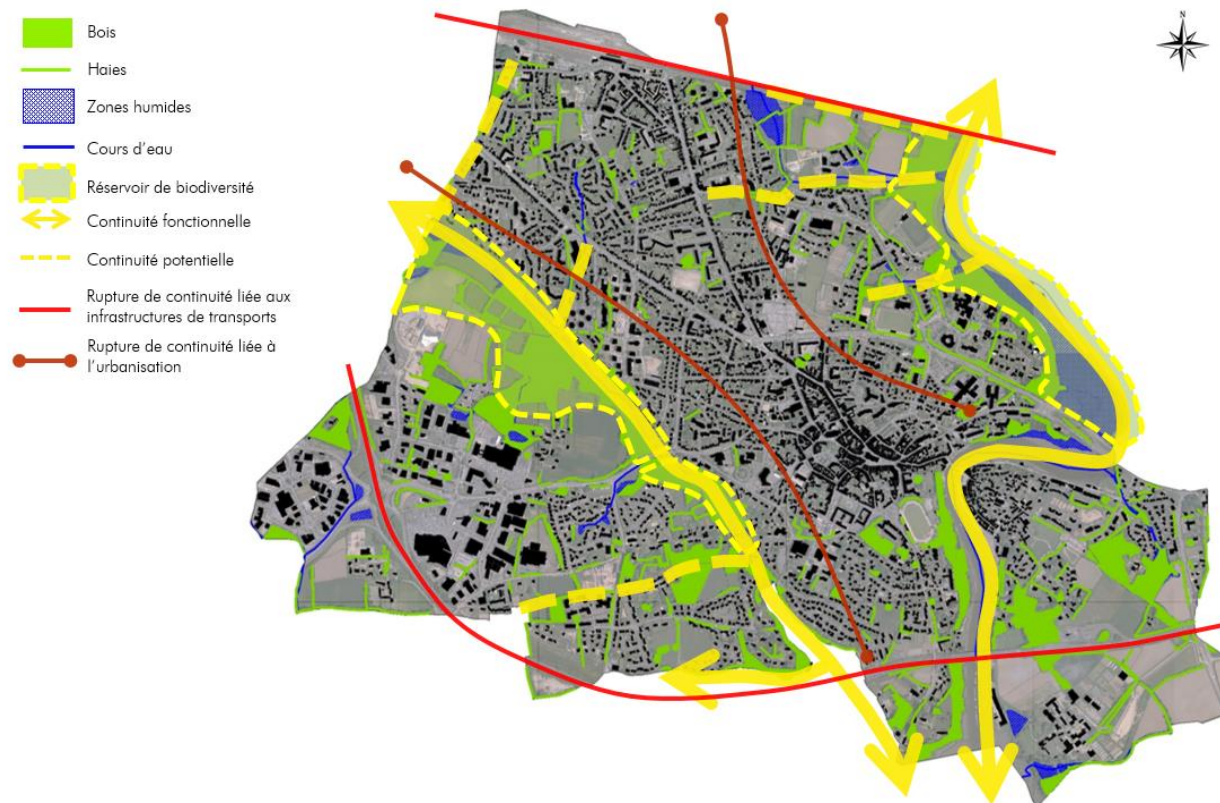 N
Bois
Haies
Zones humides
Cours d'eau
Réservoir de biodiversité
Continuité fonctionnelle
Continuité potentielle
Rupture de continuité liée aux
infrastructures de transports
Rupture de continuité liée à
l'urbanisation